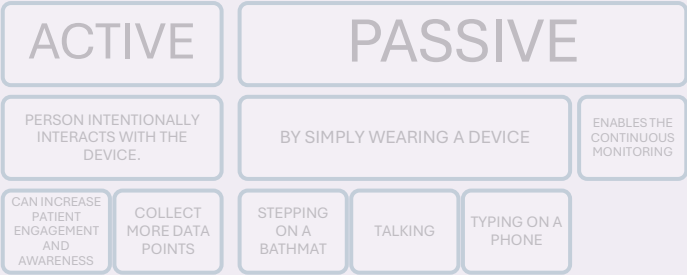 ACTIVE
PASSIVE
PERSON INTENTIONALLY
INTERACTS WITH THE
DEVICE.
BY SIMPLY WEARING A DEVICE
ENABLES THE
CONTINUOUS
MONITORING
CAN INCREASE
PATIENT
ENGAGEMENT
AND
AWARENESS
COLLECT
MORE DATA
POINTS
STEPPING
ON A
BATHMAT
TALKING
TYPING ON A
PHONE